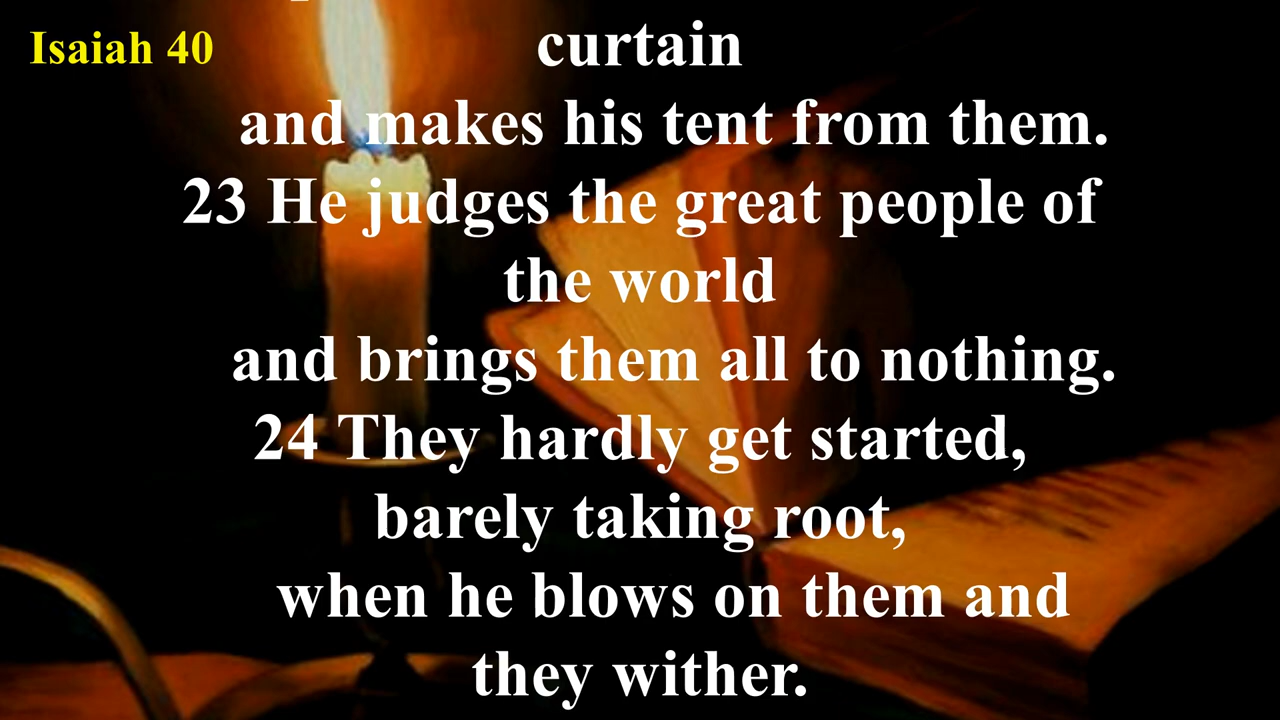 Isaiah 40
curtain
and makes his tent from them.
23 He judges the great people of
the world
and brings them all to nothing.
24 They hardly get started,
barely taking root,
when he blows on them and
they wither.